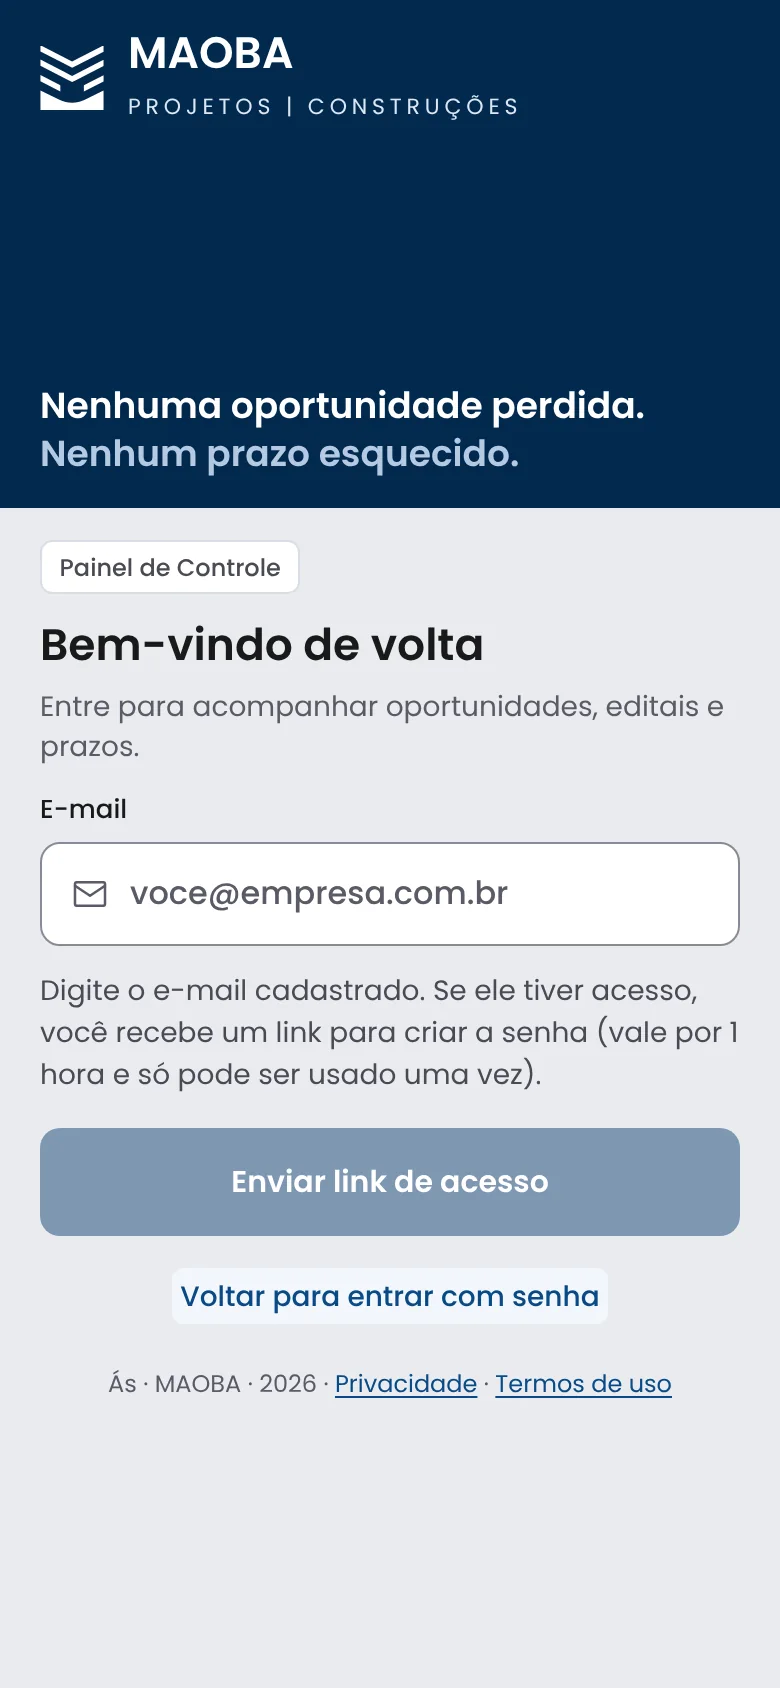 MAOBA
PROJETOS | CONSTRUÇÕES
Nenhuma oportunidade perdida.
Nenhum prazo esquecido.
Painel de Controle
Bem-vindo de volta
Entre para acompanhar oportunidades, editais e
prazos.
E-mail
voce@empresa.com.br
Digite o e-mail cadastrado. Se ele tiver acesso,
você recebe um link para criar a senha (vale por 1
hora e só pode ser usado uma vez).
Enviar link de acesso
Voltar para entrar com senha
Ás · MAOBA · 2026 · Privacidade · Termos de uso